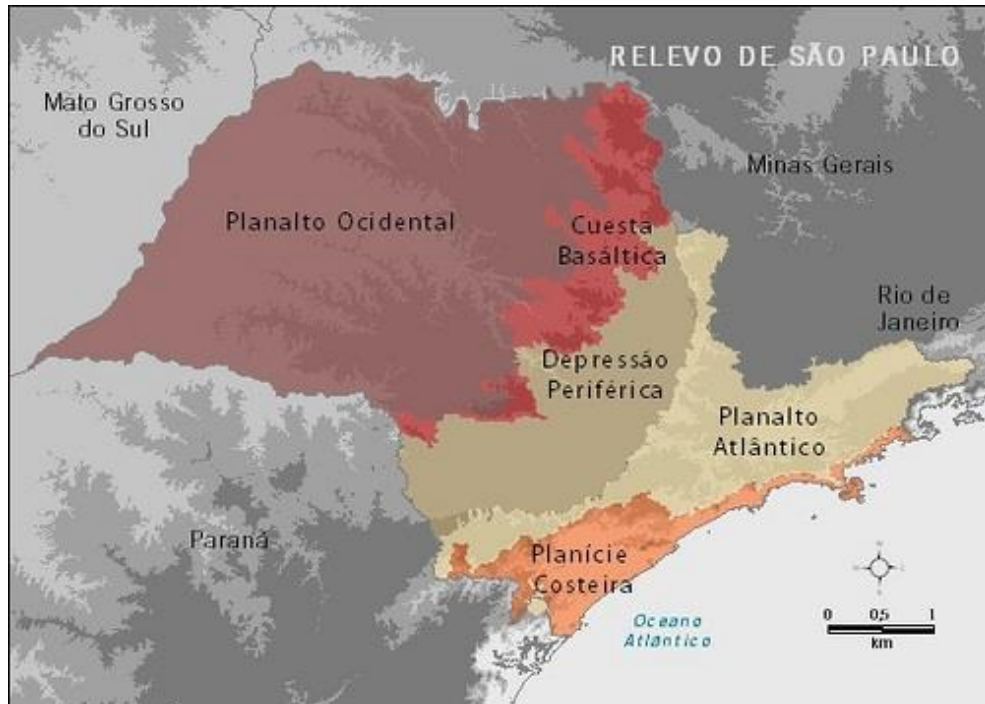 RELEVO DE SÃO PAULO
Mato Grosso
do Sul
Minas Gerais
Planalto Ocidental
Cuesta
Basáltica
Rio de
Janeiro
Depressão
Periférica
Planalto
Atlântico
Paraná
Planície
Costeira
Oceano
Atlântico
0 0,5 1
km